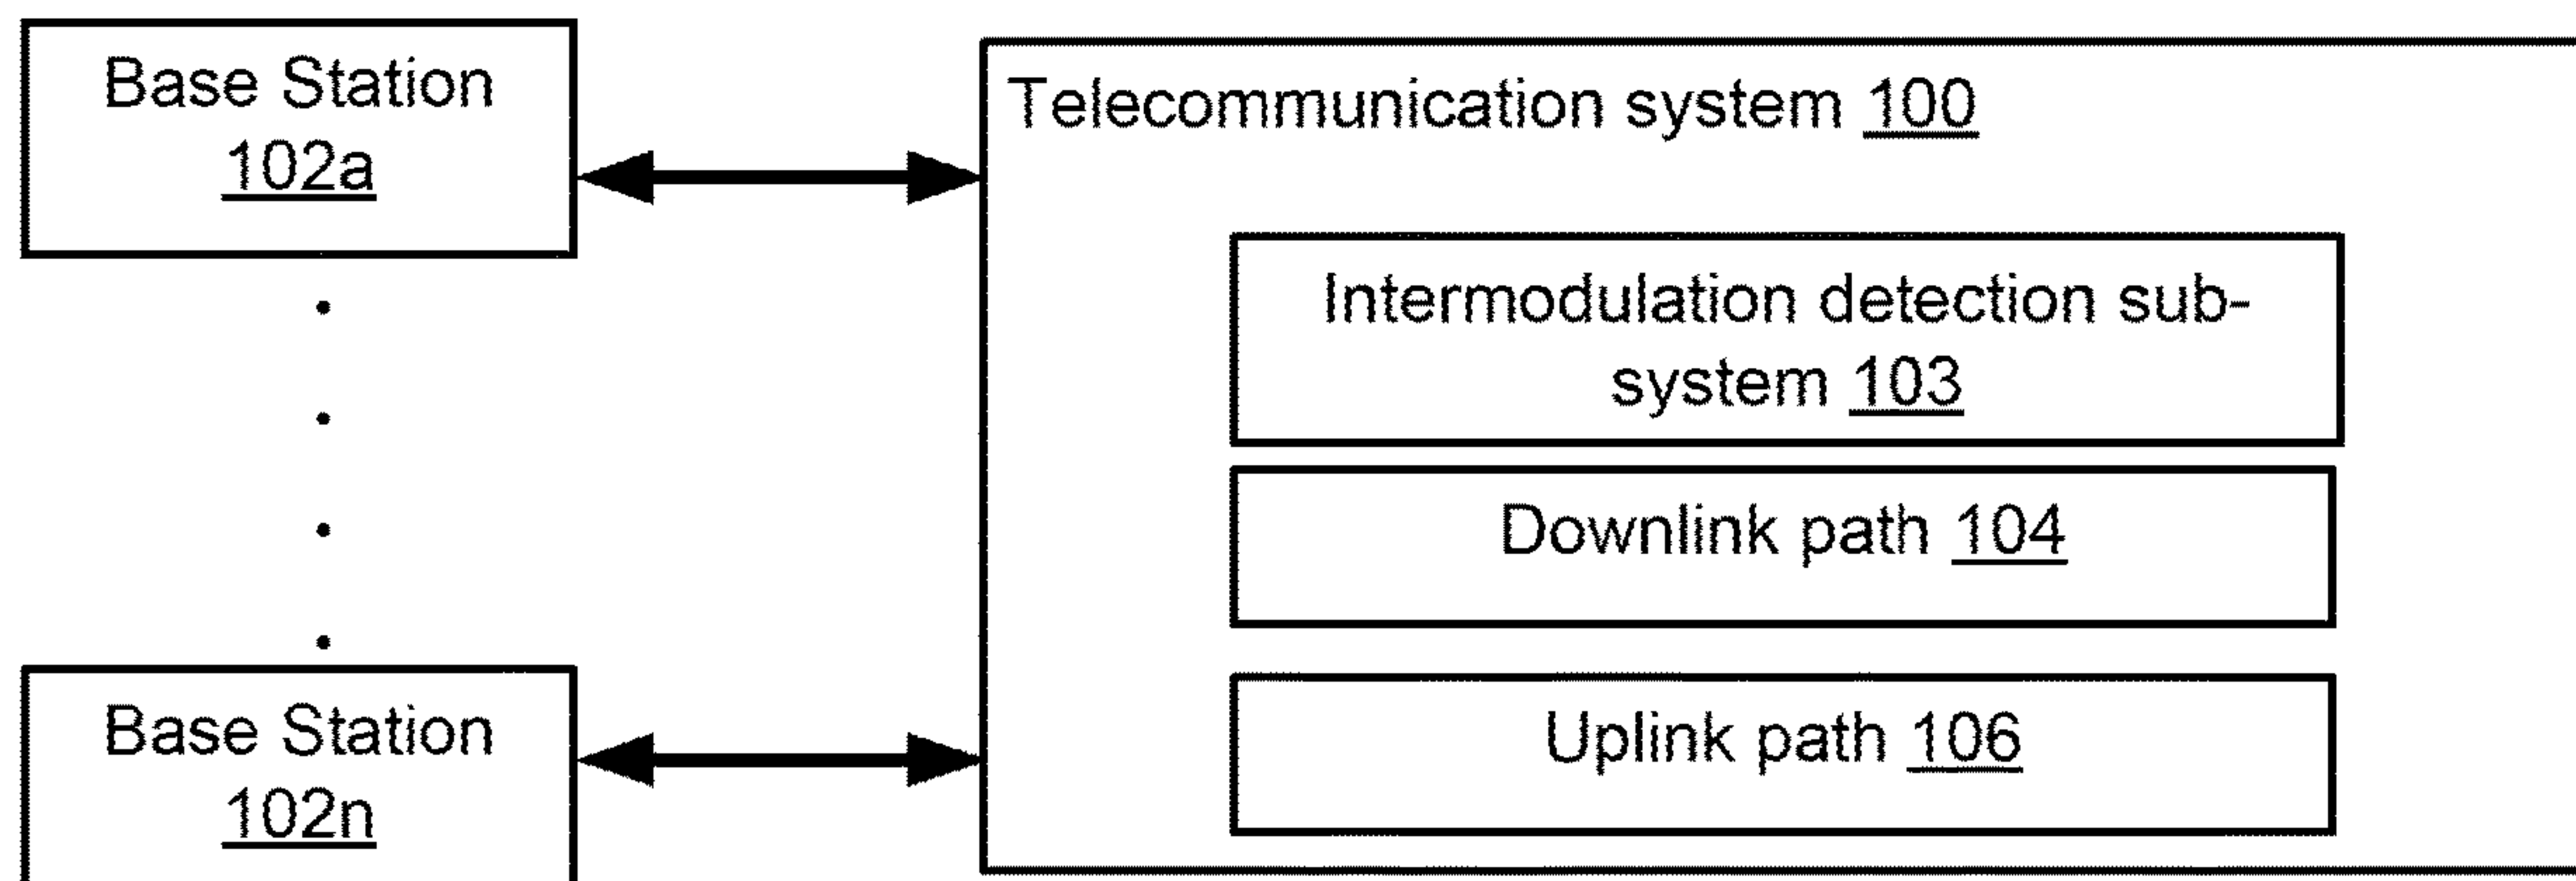 Base Station
102a
Telecommunication system 100
Intermodulation detection sub-
system 103
Downlink path 104
Uplink path 106
Base Station
102n